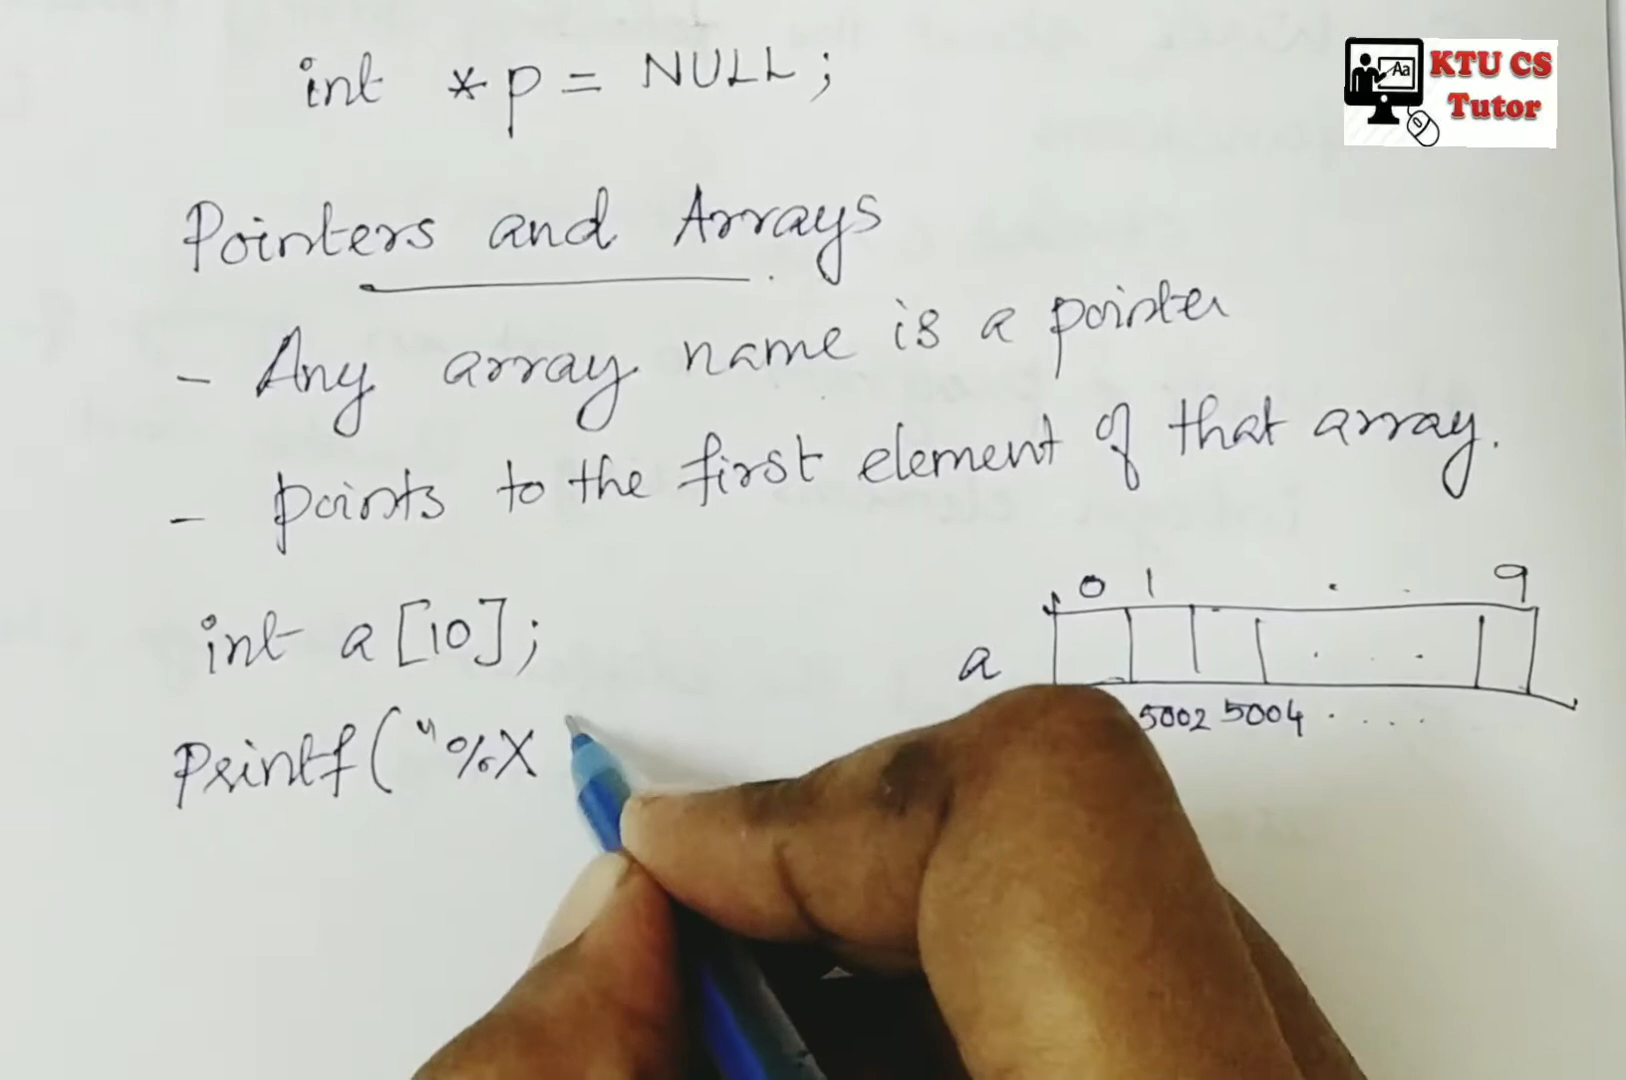 int *p = NULL;
KTU CS
Tutor
Aa
Pointers and Arrays
- Any array name is a pointer
- points to the first element of that array.
int a[10];
0 1 . . 9
a . . .
5002 5004 . . . .
printf("%X